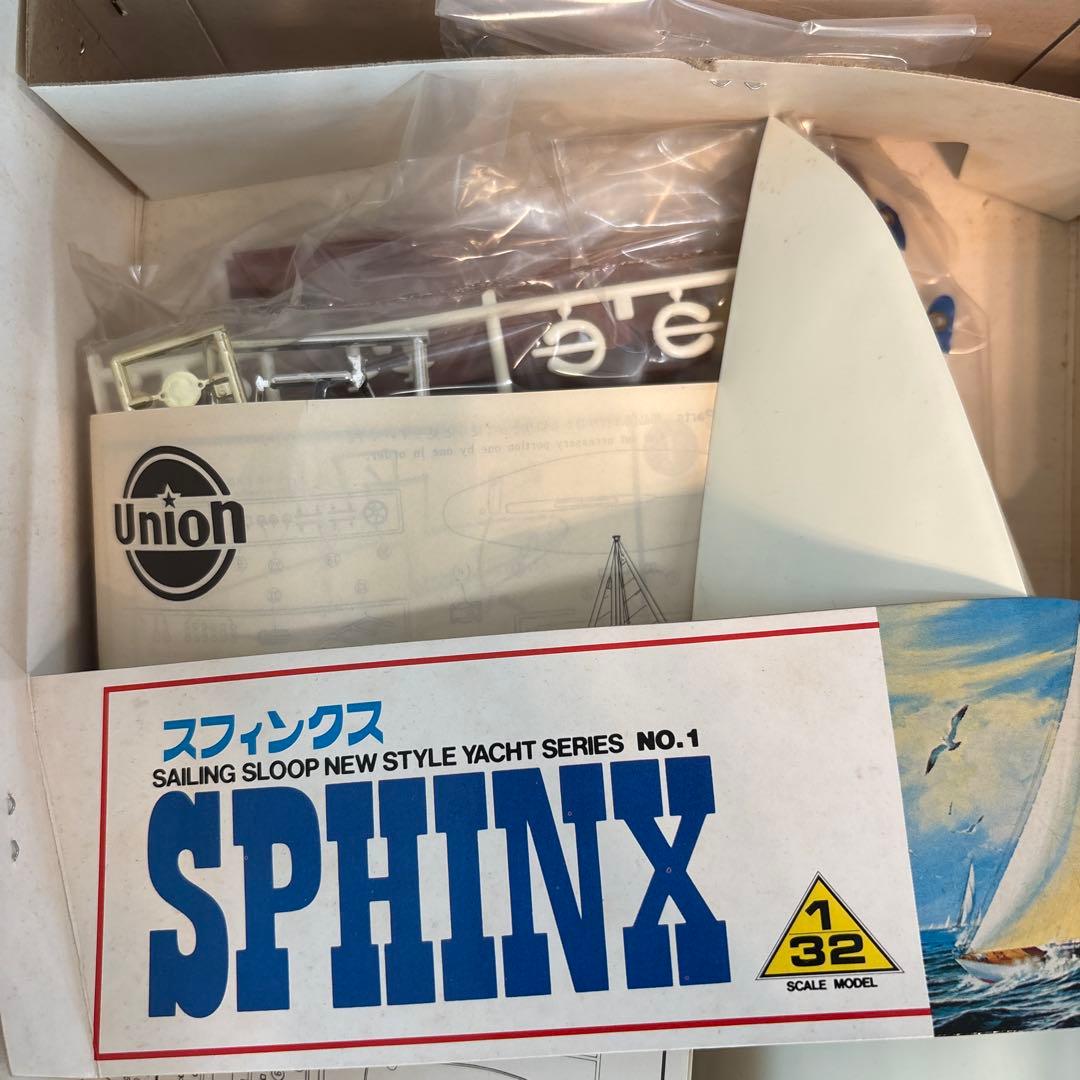 Union
スフィンクス
SAILING SLOOP NEW STYLE YACHT SERIES NO.1
SPHINX
1
32
SCALE MODEL